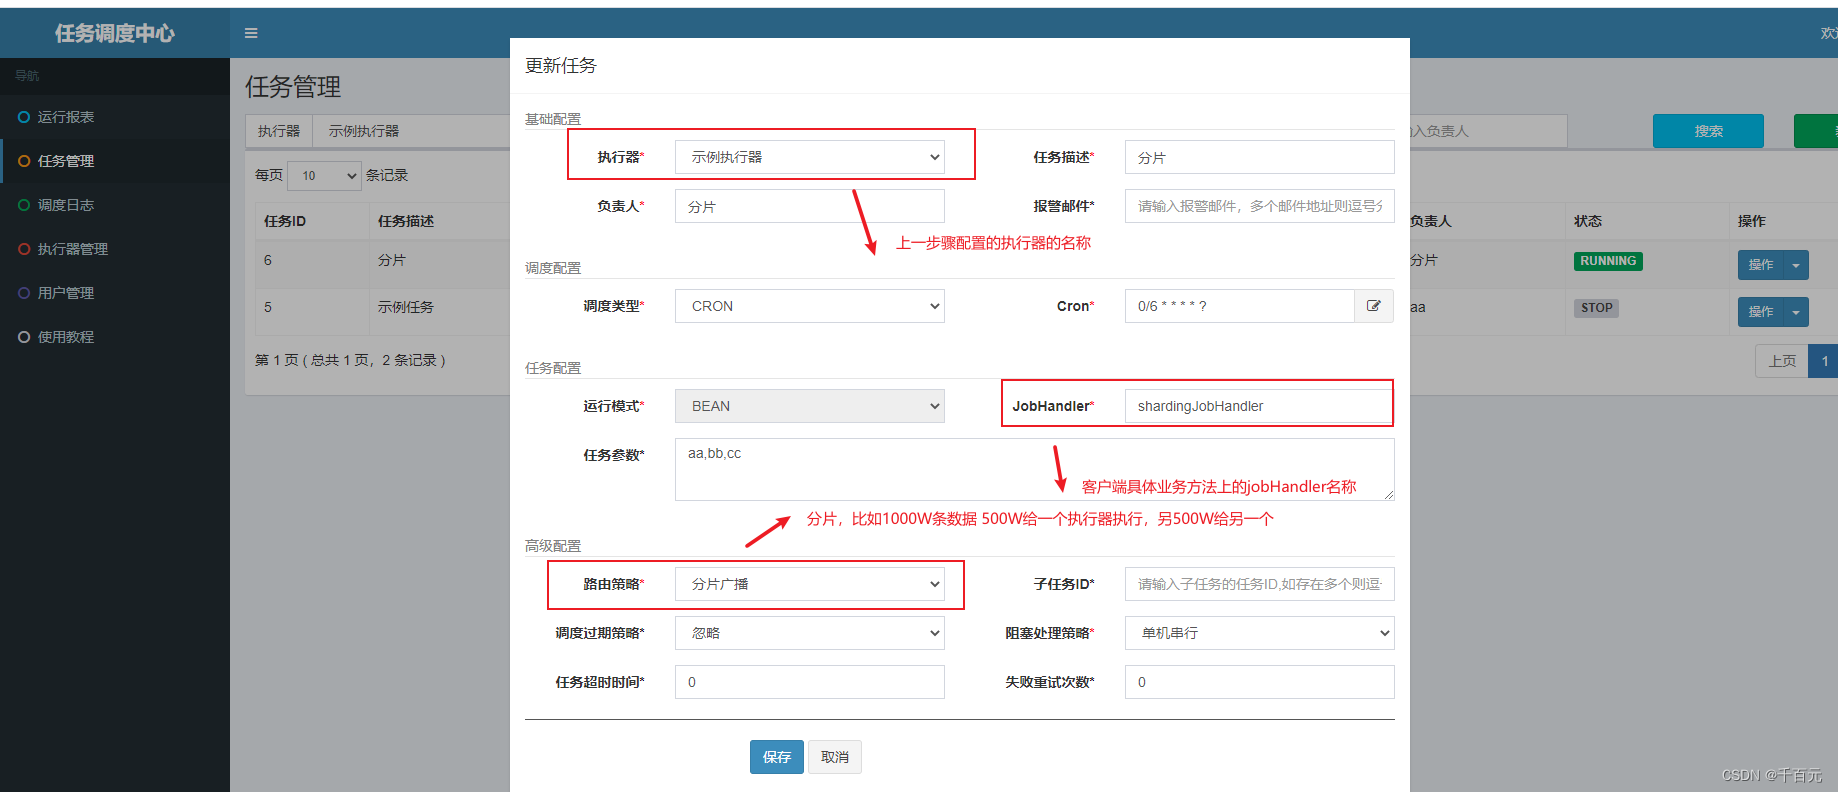 任务调度中心
导航
运行报表
任务管理
调度日志
执行器管理
用户管理
使用教程
任务管理
执行器 示例执行器
每页 10 条记录
任务ID 任务描述
6 分片
5 示例任务
第 1 页 ( 总共 1 页，2 条记录 )
更新任务
基础配置
执行器* 示例执行器 任务描述* 分片
负责人* 分片 报警邮件* 请输入报警邮件，多个邮件地址则逗号分
上一步骤配置的执行器的名称
调度配置
调度类型* CRON Cron* 0/6 * * * * ?
任务配置
运行模式* BEAN JobHandler* shardingJobHandler
任务参数* aa,bb,cc
客户端具体业务方法上的jobHandler名称
分片，比如1000W条数据 500W给一个执行器执行，另500W给另一个
高级配置
路由策略* 分片广播 子任务ID* 请输入子任务的任务ID,如存在多个则逗
调度过期策略* 忽略 阻塞处理策略* 单机串行
任务超时时间* 0 失败重试次数* 0
保存 取消
入负责人 搜索
负责人 状态 操作
分片 RUNNING 操作
aa STOP 操作
上页 1
CSDN @千百元